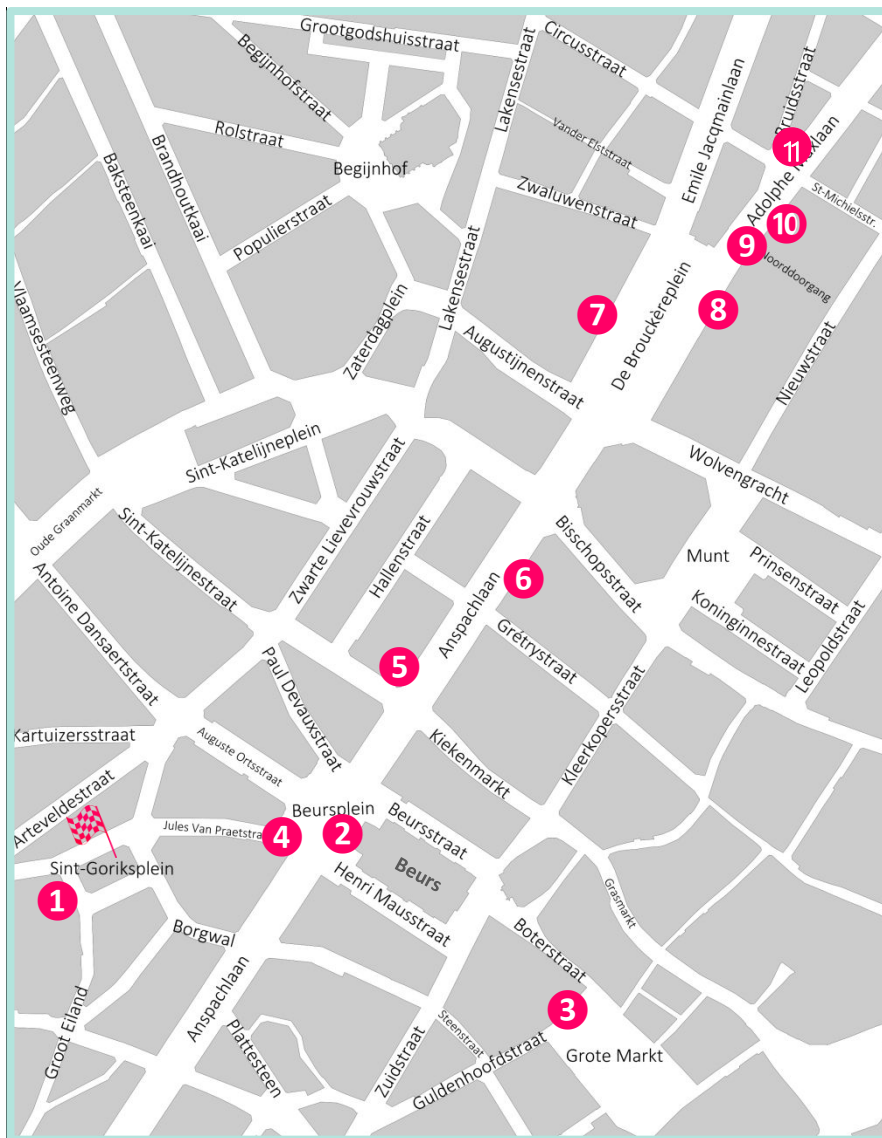 Grootgodshuisstraat
Circusstraat
Bruidsstraat
Begijnhofstraat
Lakensestraat
Emile Jacqmainlaan
Rolstraat
Vander Elststraat
11
Brandhoutkaai
Baksteenkaai
Begijnhof
Zwaluwenstraat
Adolphe Maxlaan
St-Michielsstr.
Populierstraat
10
9
Noorddoorgang
Vlaamsesteenweg
Zaterdagplein
Lakensestraat
7
De Brouckèreplein
8
Augustijnenstraat
Nieuwstraat
Sint-Katelijneplein
Wolvengracht
Oude Graanmarkt
Sint-Katelijnestraat
Zwarte Lievevrouwstraat
Hallenstraat
Bisschopsstraat
Munt
Prinsenstraat
6
Anspachlaan
Koninginnestraat
Leopoldstraat
Antoine Dansaertstraat
Grétrystraat
5
Paul Devauxstraat
Kleerkopersstraat
Kartuizersstraat
Auguste Ortsstraat
Kiekenmarkt
Arteveldestraat
Beursplein
Jules Van Praetstra
4
2
Beursstraat
Sint-Goriksplein
Beurs
1
Henri Mausstraat
Grasmarkt
Borgwal
Boterstraat
Groot Eiland
Anspachlaan
3
Plattesteen
Zuidstraat
Steenstraat
Guldenhoofdstraat
Grote Markt